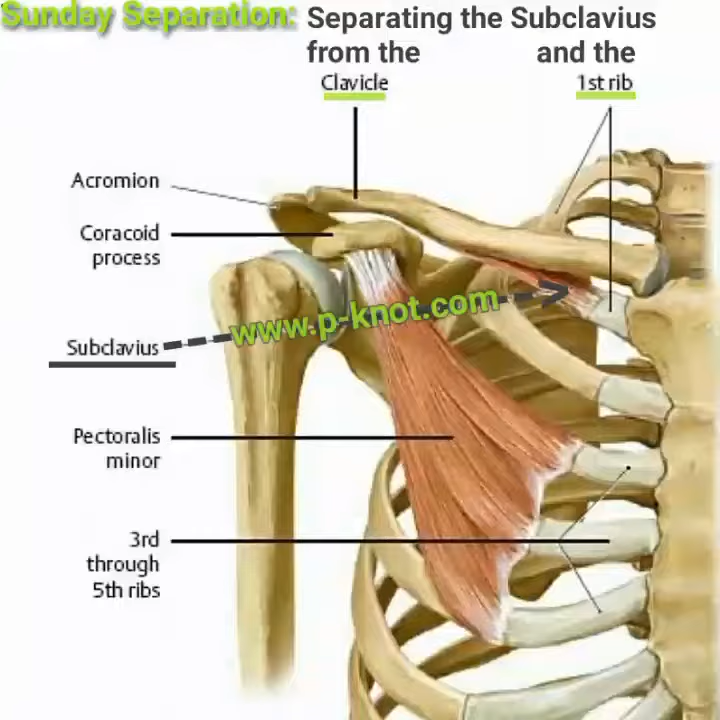 Sunday Separation: Separating the Subclavius
from the and the
Clavicle
1st rib
Acromion
Coracoid
process
www.p-knot.com
Subclavius
Pectoralis
minor
3rd
through
5th ribs